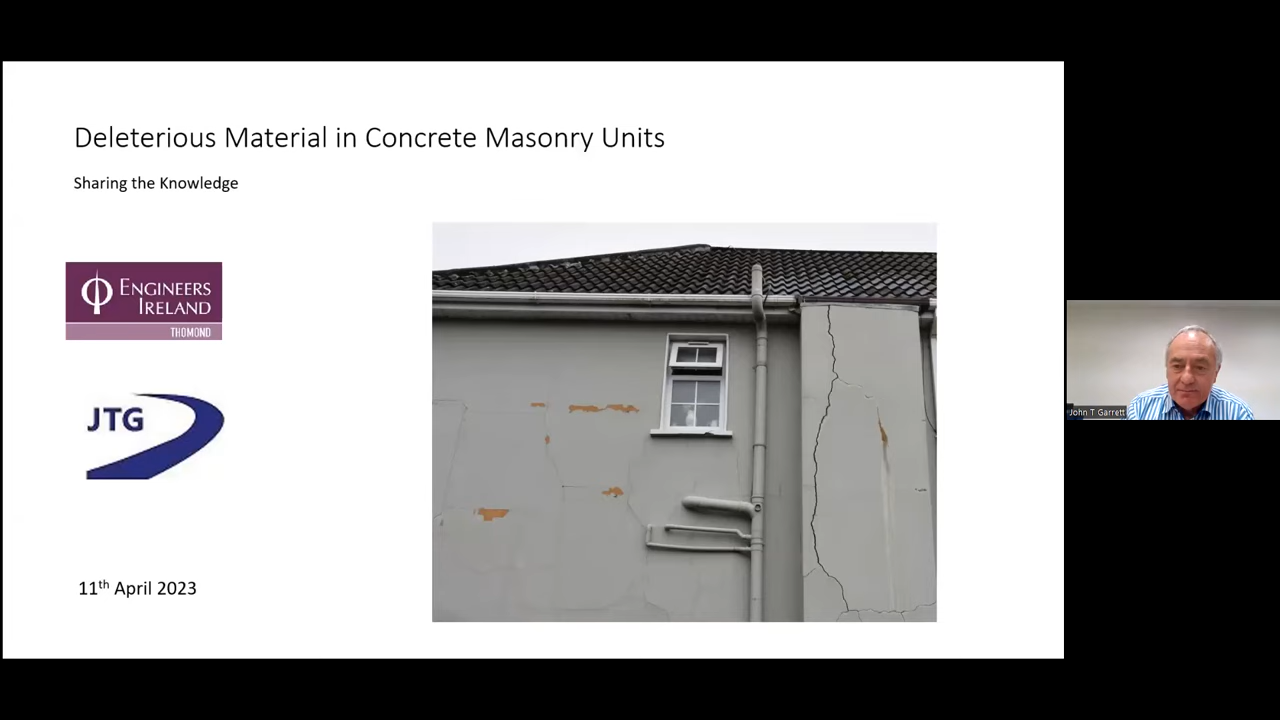 Deleterious Material in Concrete Masonry Units
Sharing the Knowledge
ENGINEERS
IRELAND
THOMOND
JTG
11th April 2023
John T Garrett